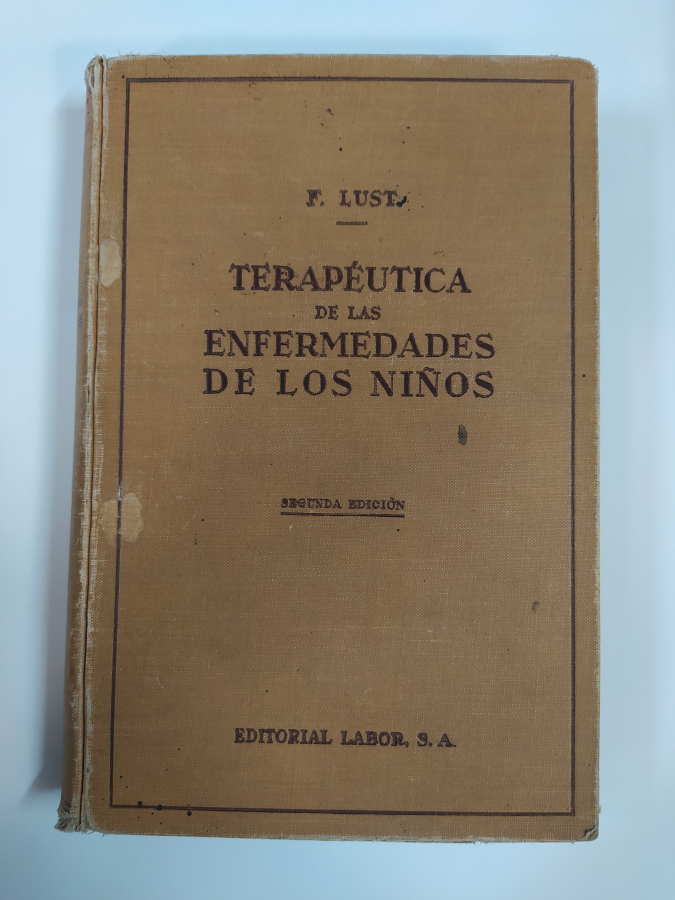 F. LUST.
TERAPÉUTICA
DE LAS
ENFERMEDADES
DE LOS NIÑOS
SEGUNDA EDICIÓN
EDITORIAL LABOR, S. A.